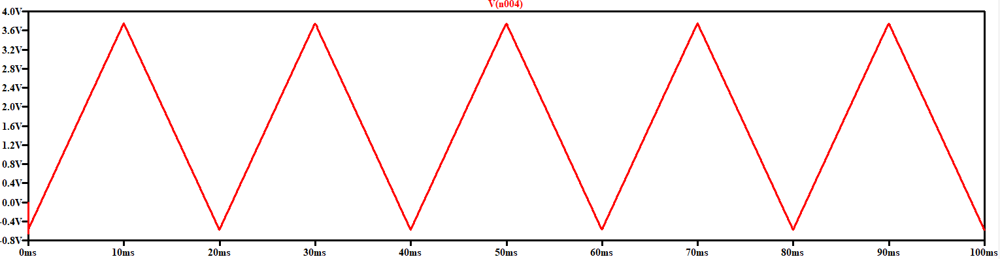 V(n004)
4.0V
3.6V
3.2V
2.8V
2.4V
2.0V
1.6V
1.2V
0.8V
0.4V
0.0V
-0.4V
-0.8V
0ms 10ms 20ms 30ms 40ms 50ms 60ms 70ms 80ms 90ms 100ms